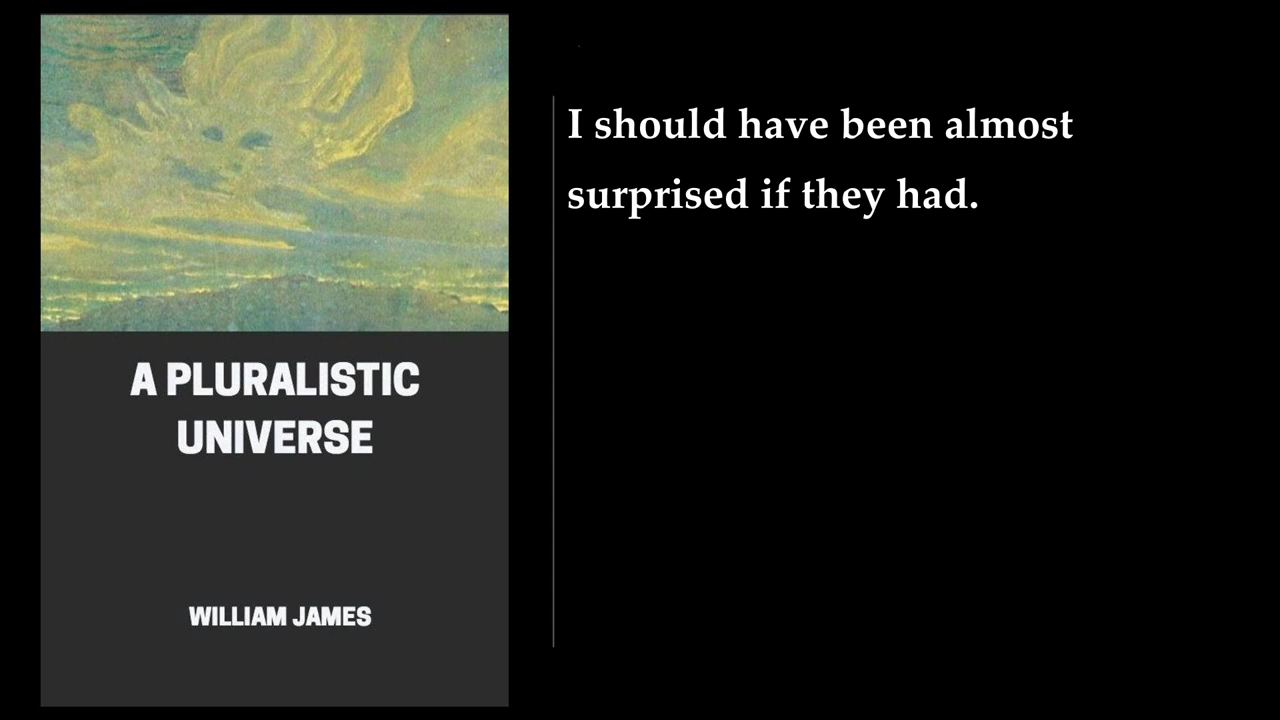 A PLURALISTIC
UNIVERSE
WILLIAM JAMES
I should have been almost
surprised if they had.